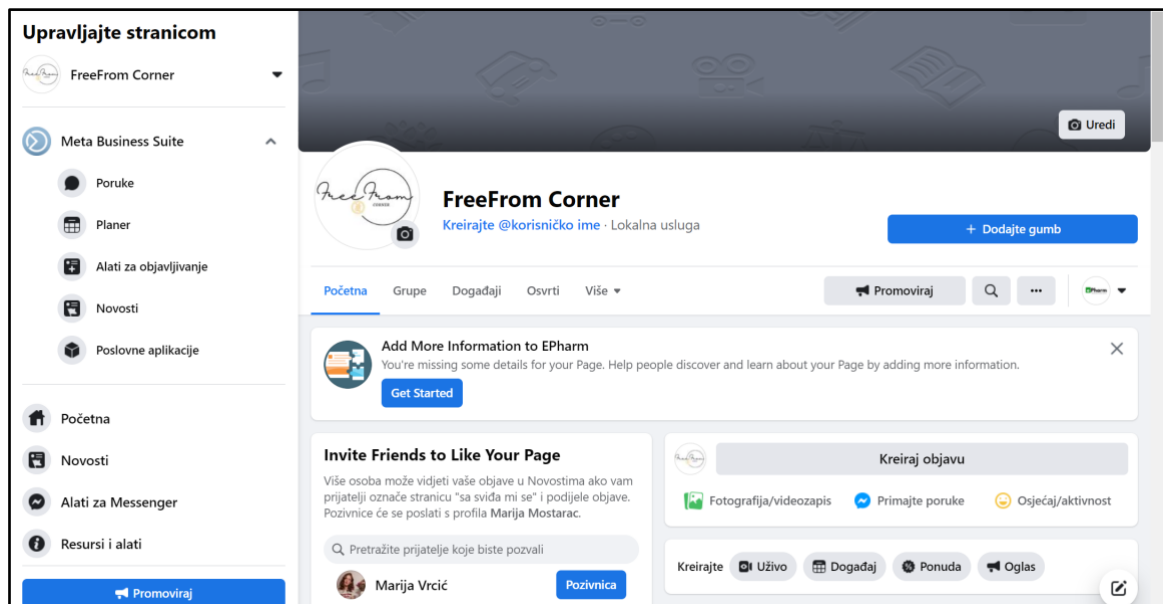 Upravljajte stranicom
FreeFrom Corner
Meta Business Suite
Poruke
Planer
Alati za objavljivanje
Novosti
Poslovne aplikacije
Početna
Novosti
Alati za Messenger
Resursi i alati
Promoviraj
Uredi
FreeFrom
CORNER
FreeFrom Corner
Kreirajte @korisničko ime · Lokalna usluga
+ Dodajte gumb
Početna Grupe Događaji Osvrti Više
Promoviraj
Add More Information to EPharm
You're missing some details for your Page. Help people discover and learn about your Page by adding more information.
Get Started
Invite Friends to Like Your Page
Više osoba može vidjeti vaše objave u Novostima ako vam
prijatelji označe stranicu "sa sviđa mi se" i podijele objave.
Pozivnice će se poslati s profila Marija Mostarac.
Pretražite prijatelje koje biste pozvali
Marija Vrcić
Pozivnica
Kreiraj objavu
Fotografija/videozapis Primajte poruke Osjećaj/aktivnost
Kreirajte Uživo Događaj Ponuda Oglas